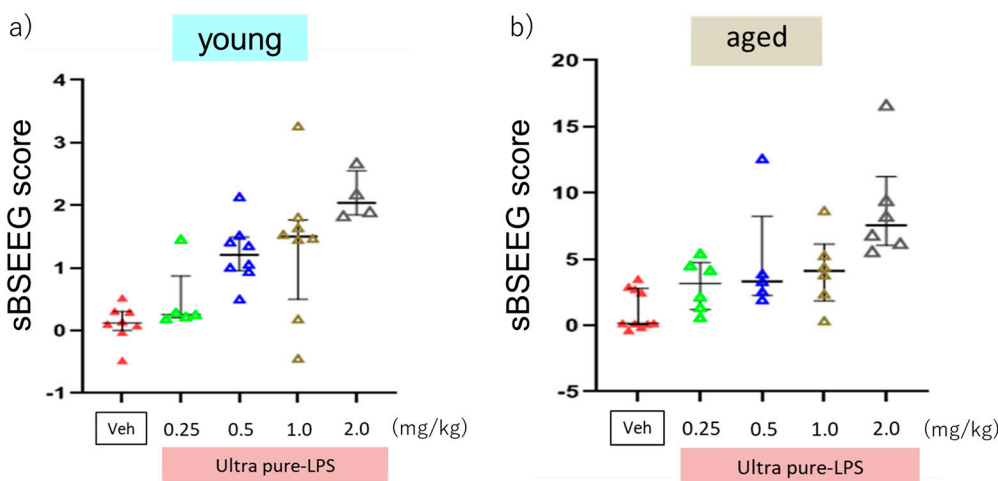 a)
young
sBSEEG score
4
3
2
1
0
-1
Veh
0.25
0.5
1.0
2.0
(mg/kg)
Ultra pure-LPS
b)
aged
sBSEEG score
20
15
10
5
0
-5
Veh
0.25
0.5
1.0
2.0
(mg/kg)
Ultra pure-LPS